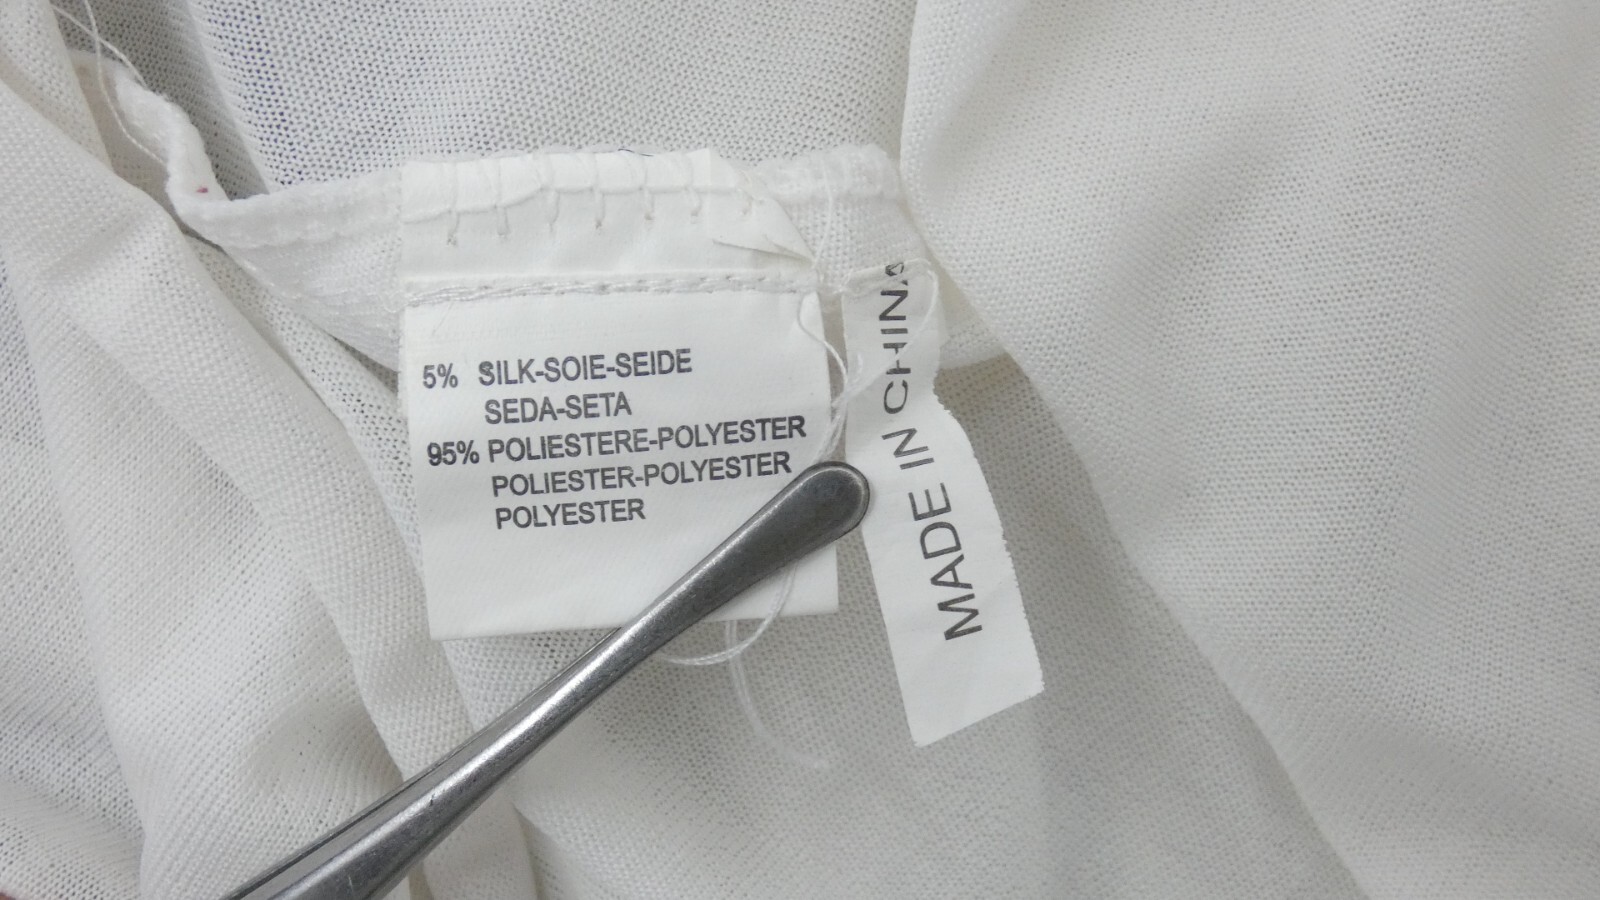 5% SILK-SOIE-SEIDE
SEDA-SETA
95% POLIESTERE-POLYESTER
POLIESTER-POLYESTER
POLYESTER
MADE IN CHINA